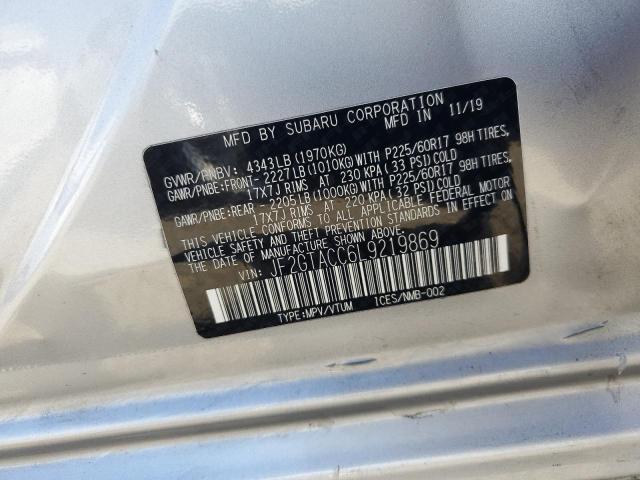 MFD BY SUBARU CORPORATION IN 11/19
GVWR/PNBV: 4343LB (1970KG)
GAWR/PNBE: FRONT- 2227LB (1010KG) WITH P225/60R17 98H TIRES,
17X7J RIMS AT 230 KPA ( 33 PSI) COLD
GAWR/PNBE: REAR - 2205LB (1000KG) WITH P225/60R17 98H TIRES,
17X7J RIMS AT 220 KPA ( 32 PSI) COLD
THIS VEHICLE CONFORMS TO ALL APPLICABLE FEDERAL MOTOR
VEHICLE SAFETY AND THEFT PREVENTION STANDARDS IN EFFECT ON
THE DATE OF MANUFACTURE SHOWN ABOVE.
VIN: JF2GTACC6L9219869
TYPE: MPV/VTUM ICES/NMB-002